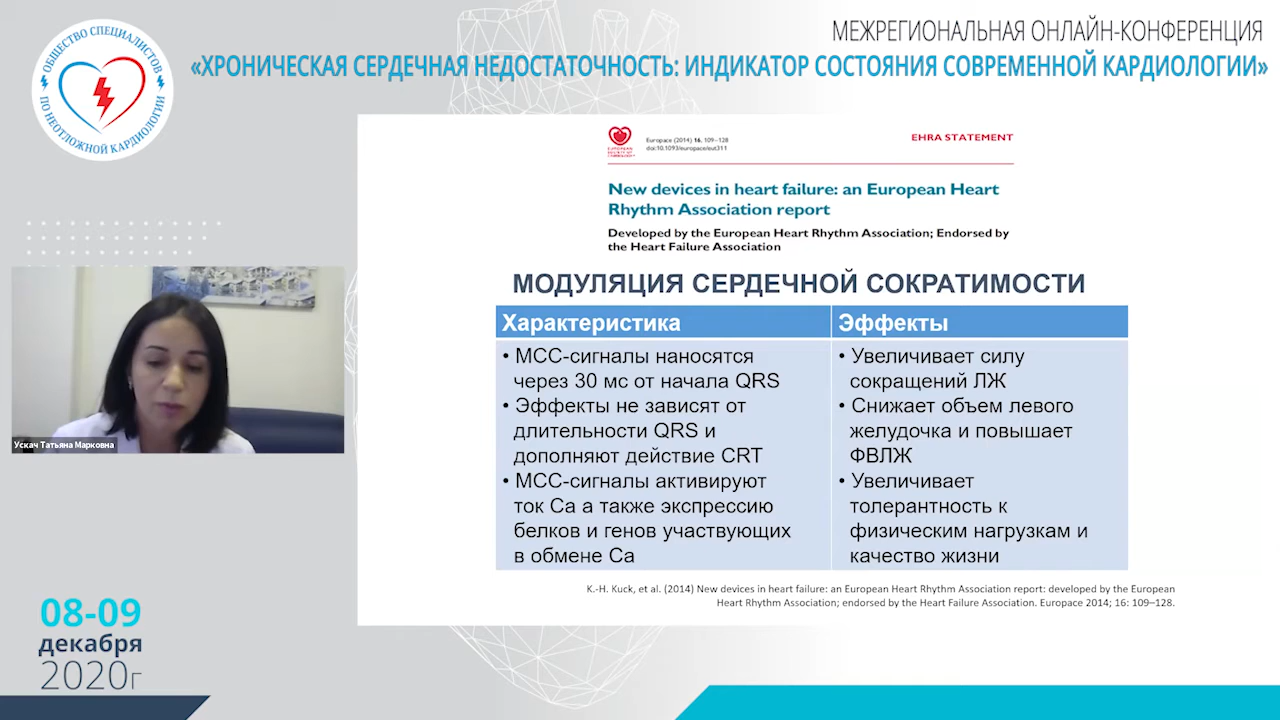 МЕЖРЕГИОНАЛЬНАЯ ОНЛАЙН-КОНФЕРЕНЦИЯ
«ХРОНИЧЕСКАЯ СЕРДЕЧНАЯ НЕДОСТАТОЧНОСТЬ: ИНДИКАТОР СОСТОЯНИЯ СОВРЕМЕННОЙ КАРДИОЛОГИИ»
ОБЩЕСТВО СПЕЦИАЛИСТОВ
ПО НЕОТЛОЖНОЙ КАРДИОЛОГИИ
Europace (2014) 16, 109–128
doi:10.1093/europace/eut311
EHRA STATEMENT
New devices in heart failure: an European Heart
Rhythm Association report
Developed by the European Heart Rhythm Association; Endorsed by
the Heart Failure Association
МОДУЛЯЦИЯ СЕРДЕЧНОЙ СОКРАТИМОСТИ
Характеристика
• МСС-сигналы наносятся
через 30 мс от начала QRS
• Эффекты не зависят от
длительности QRS и
дополняют действие CRT
• МСС-сигналы активируют
ток Ca а также экспрессию
белков и генов участвующих
в обмене Ca
Эффекты
• Увеличивает силу
сокращений ЛЖ
• Снижает объем левого
желудочка и повышает
ФВЛЖ
• Увеличивает
толерантность к
физическим нагрузкам и
качество жизни
K.-H. Kuck, et al. (2014) New devices in heart failure: an European Heart Rhythm Association report: developed by the European
Heart Rhythm Association; endorsed by the Heart Failure Association. Europace 2014; 16: 109–128.
Ускач Татьяна Марковна
08-09
декабря
2020г